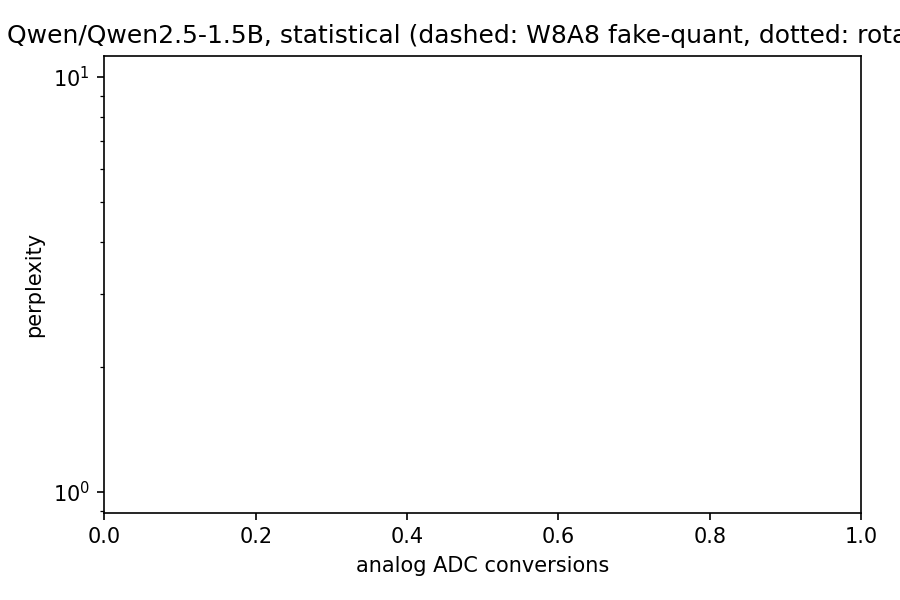 Qwen/Qwen2.5-1.5B, statistical (dashed: W8A8 fake-quant, dotted: rota
10¹
perplexity
10⁰
0.0 0.2 0.4 0.6 0.8 1.0
analog ADC conversions